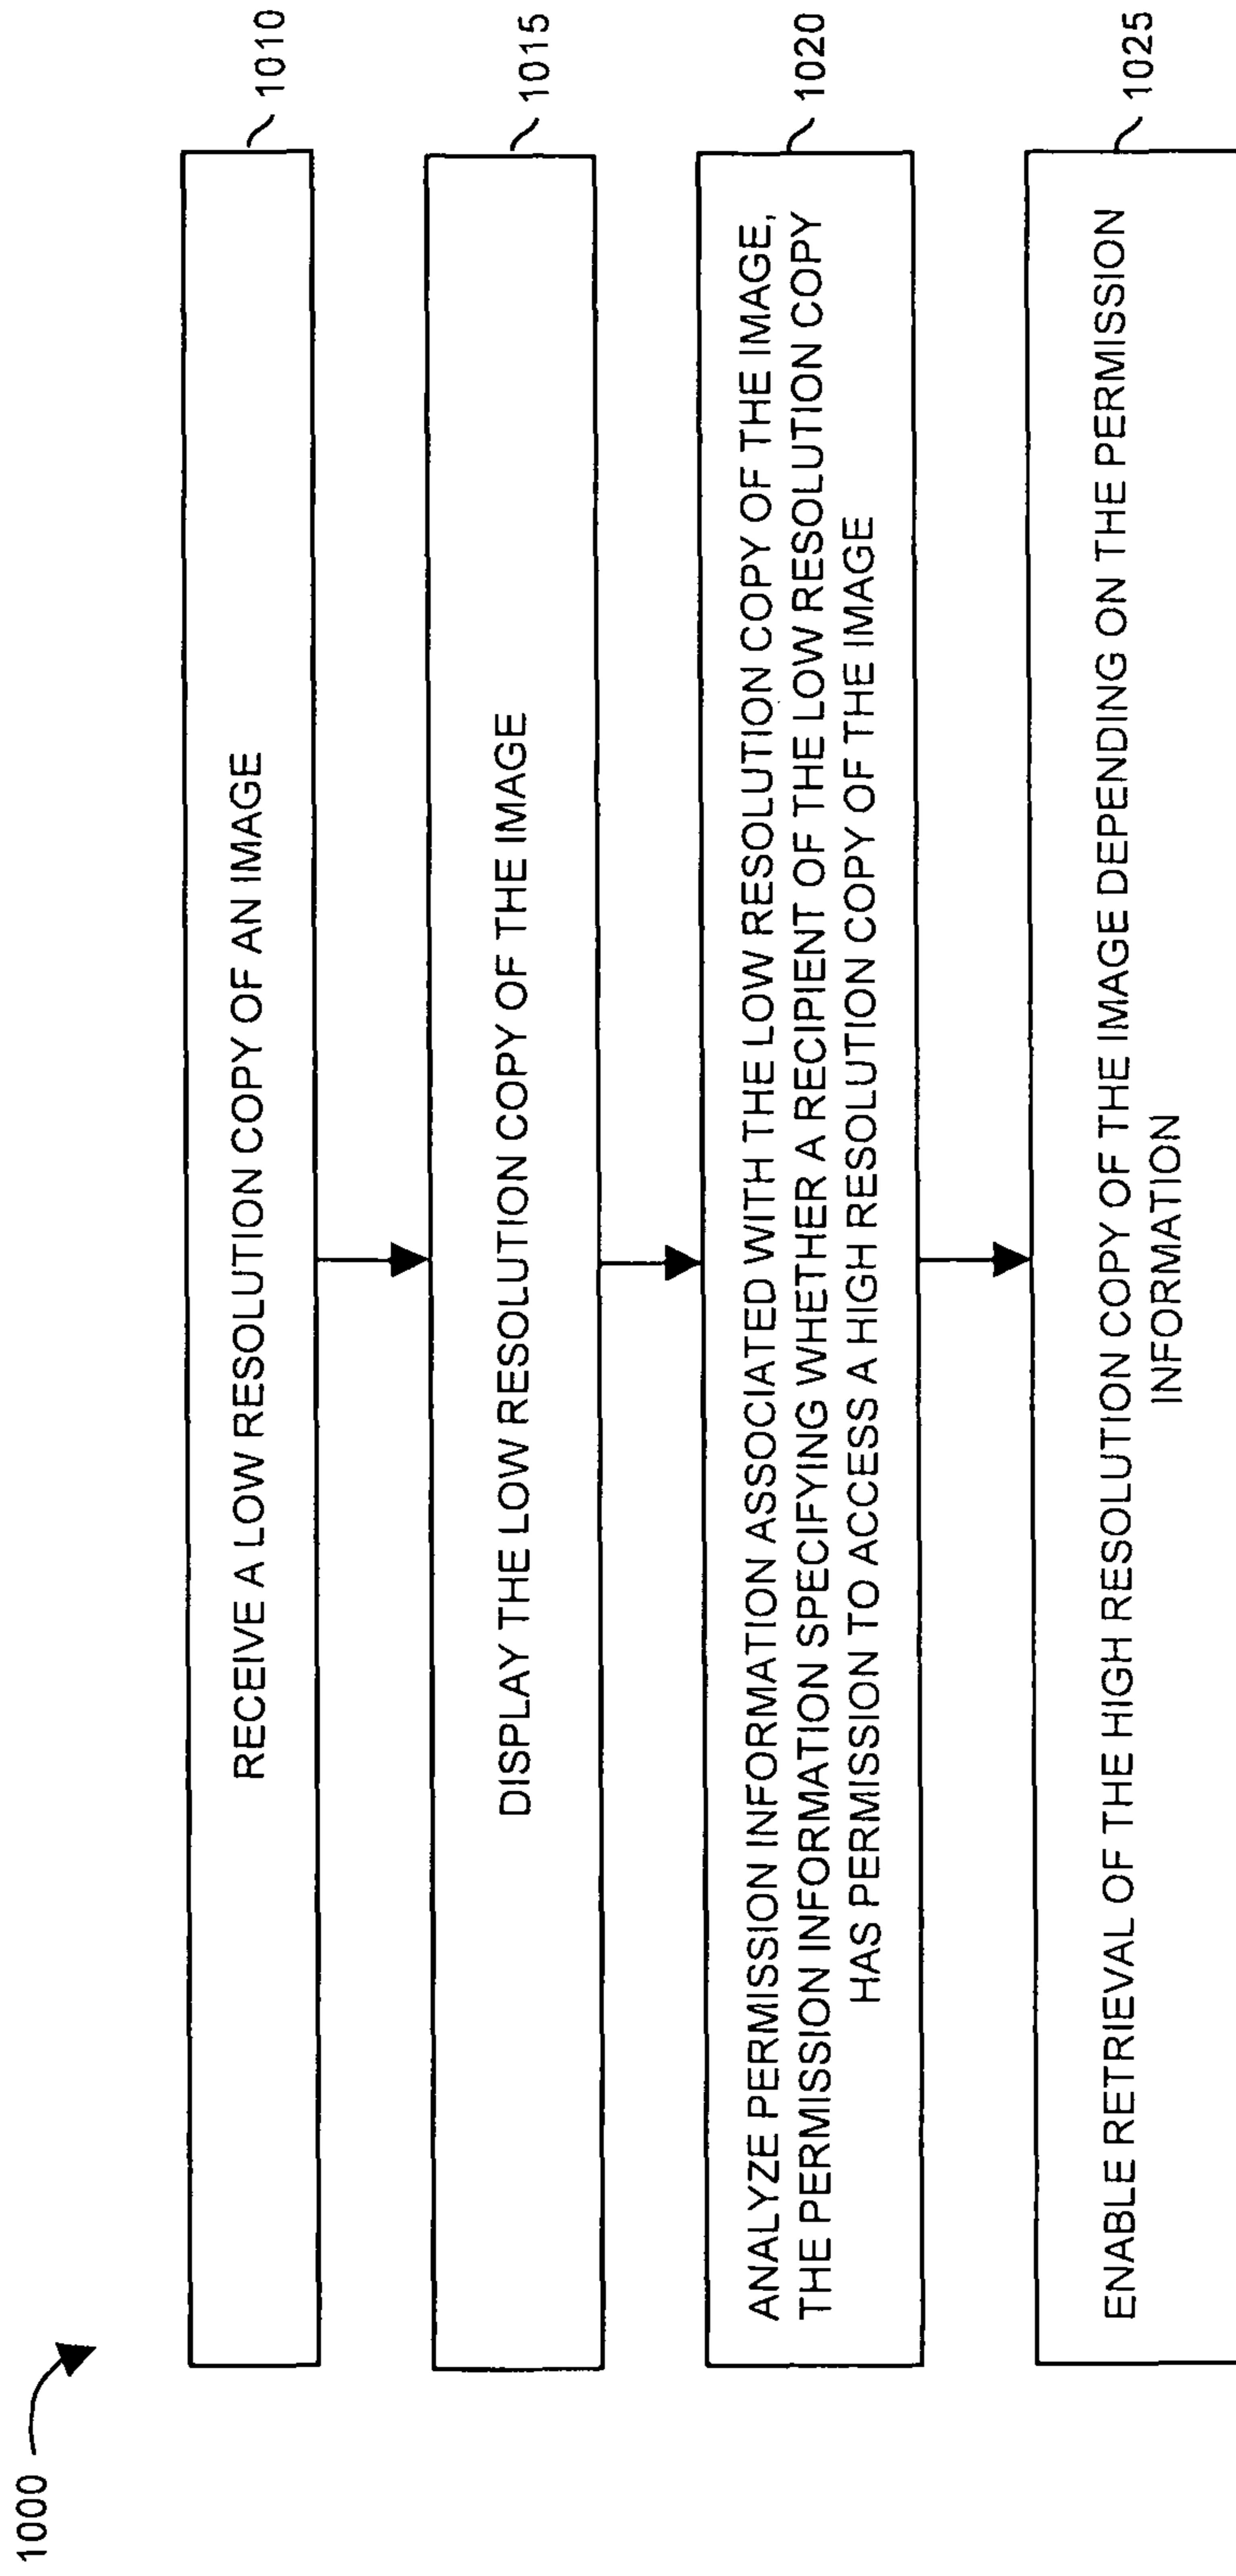 1000
RECEIVE A LOW RESOLUTION COPY OF AN IMAGE
1010
DISPLAY THE LOW RESOLUTION COPY OF THE IMAGE
1015
ANALYZE PERMISSION INFORMATION ASSOCIATED WITH THE LOW RESOLUTION COPY OF THE IMAGE,
THE PERMISSION INFORMATION SPECIFYING WHETHER A RECIPIENT OF THE LOW RESOLUTION COPY
HAS PERMISSION TO ACCESS A HIGH RESOLUTION COPY OF THE IMAGE
1020
ENABLE RETRIEVAL OF THE HIGH RESOLUTION COPY OF THE IMAGE DEPENDING ON THE PERMISSION
INFORMATION
1025